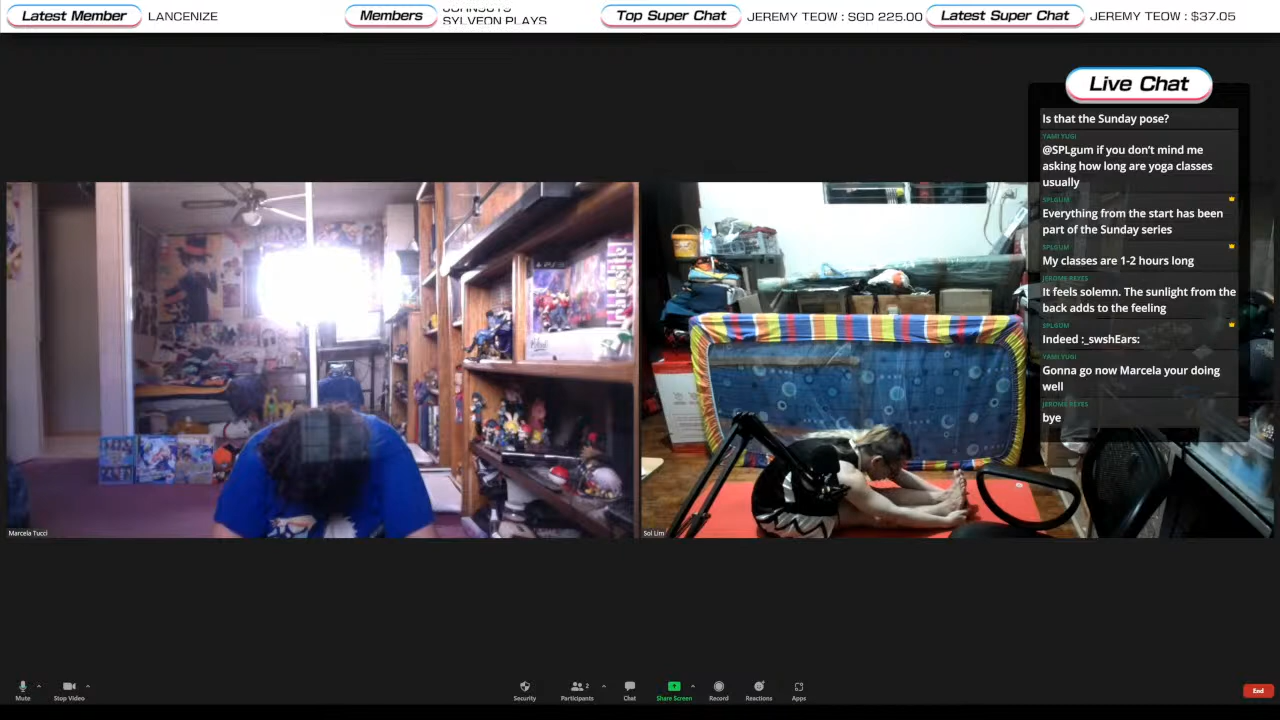 Latest Member
LANCENIZE
Members
SYLVEON PLAYS
Top Super Chat
JEREMY TEOW : SGD 225.00
Latest Super Chat
JEREMY TEOW : $37.05
Live Chat
Is that the Sunday pose?
YAMI YUGI
@SPLgum if you don't mind me
asking how long are yoga classes
usually
SPLGUM
Everything from the start has been
part of the Sunday series
SPLGUM
My classes are 1-2 hours long
JEROME REYES
It feels solemn. The sunlight from the
back adds to the feeling
SPLGUM
Indeed :_swshEars:
YAMI YUGI
Gonna go now Marcela your doing
well
JEROME REYES
bye
Marcela Tucci
Sol Lim
Mute
Stop Video
Security
Participants
2
Chat
Share Screen
Record
Reactions
Apps
End